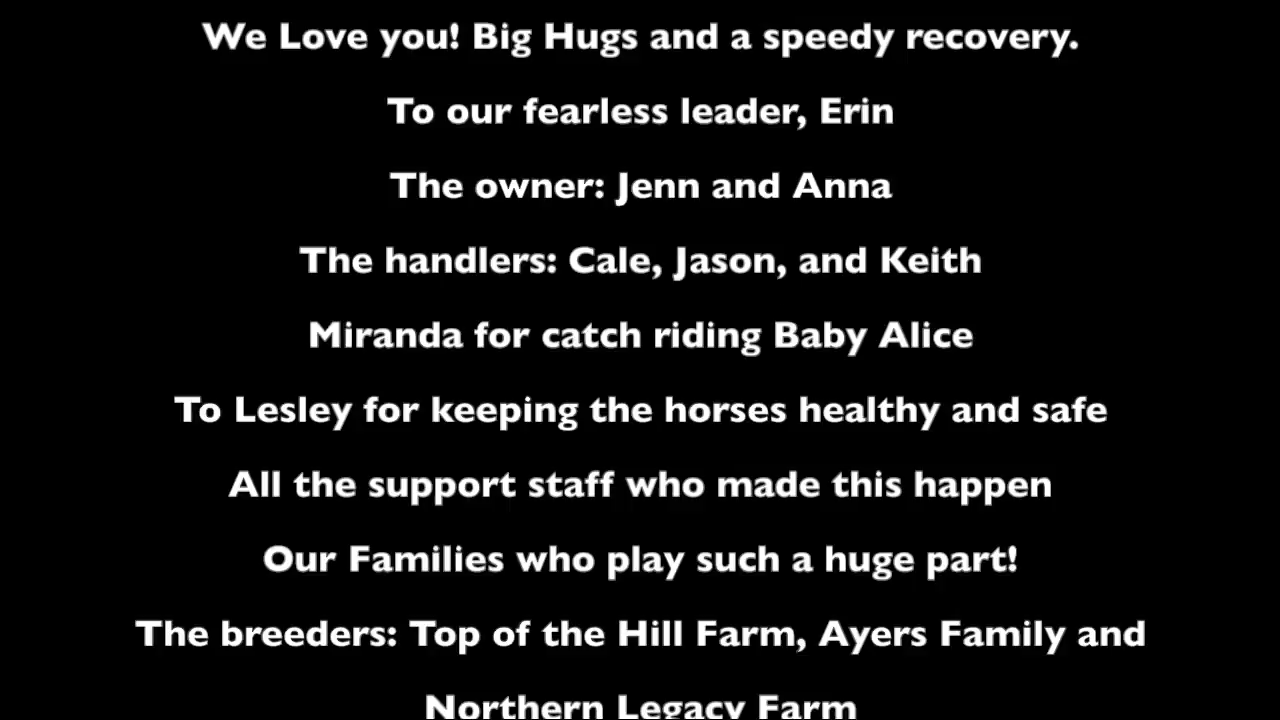 We Love you! Big Hugs and a speedy recovery.
To our fearless leader, Erin
The owner: Jenn and Anna
The handlers: Cale, Jason, and Keith
Miranda for catch riding Baby Alice
To Lesley for keeping the horses healthy and safe
All the support staff who made this happen
Our Families who play such a huge part!
The breeders: Top of the Hill Farm, Ayers Family and
Northern Legacy Farm